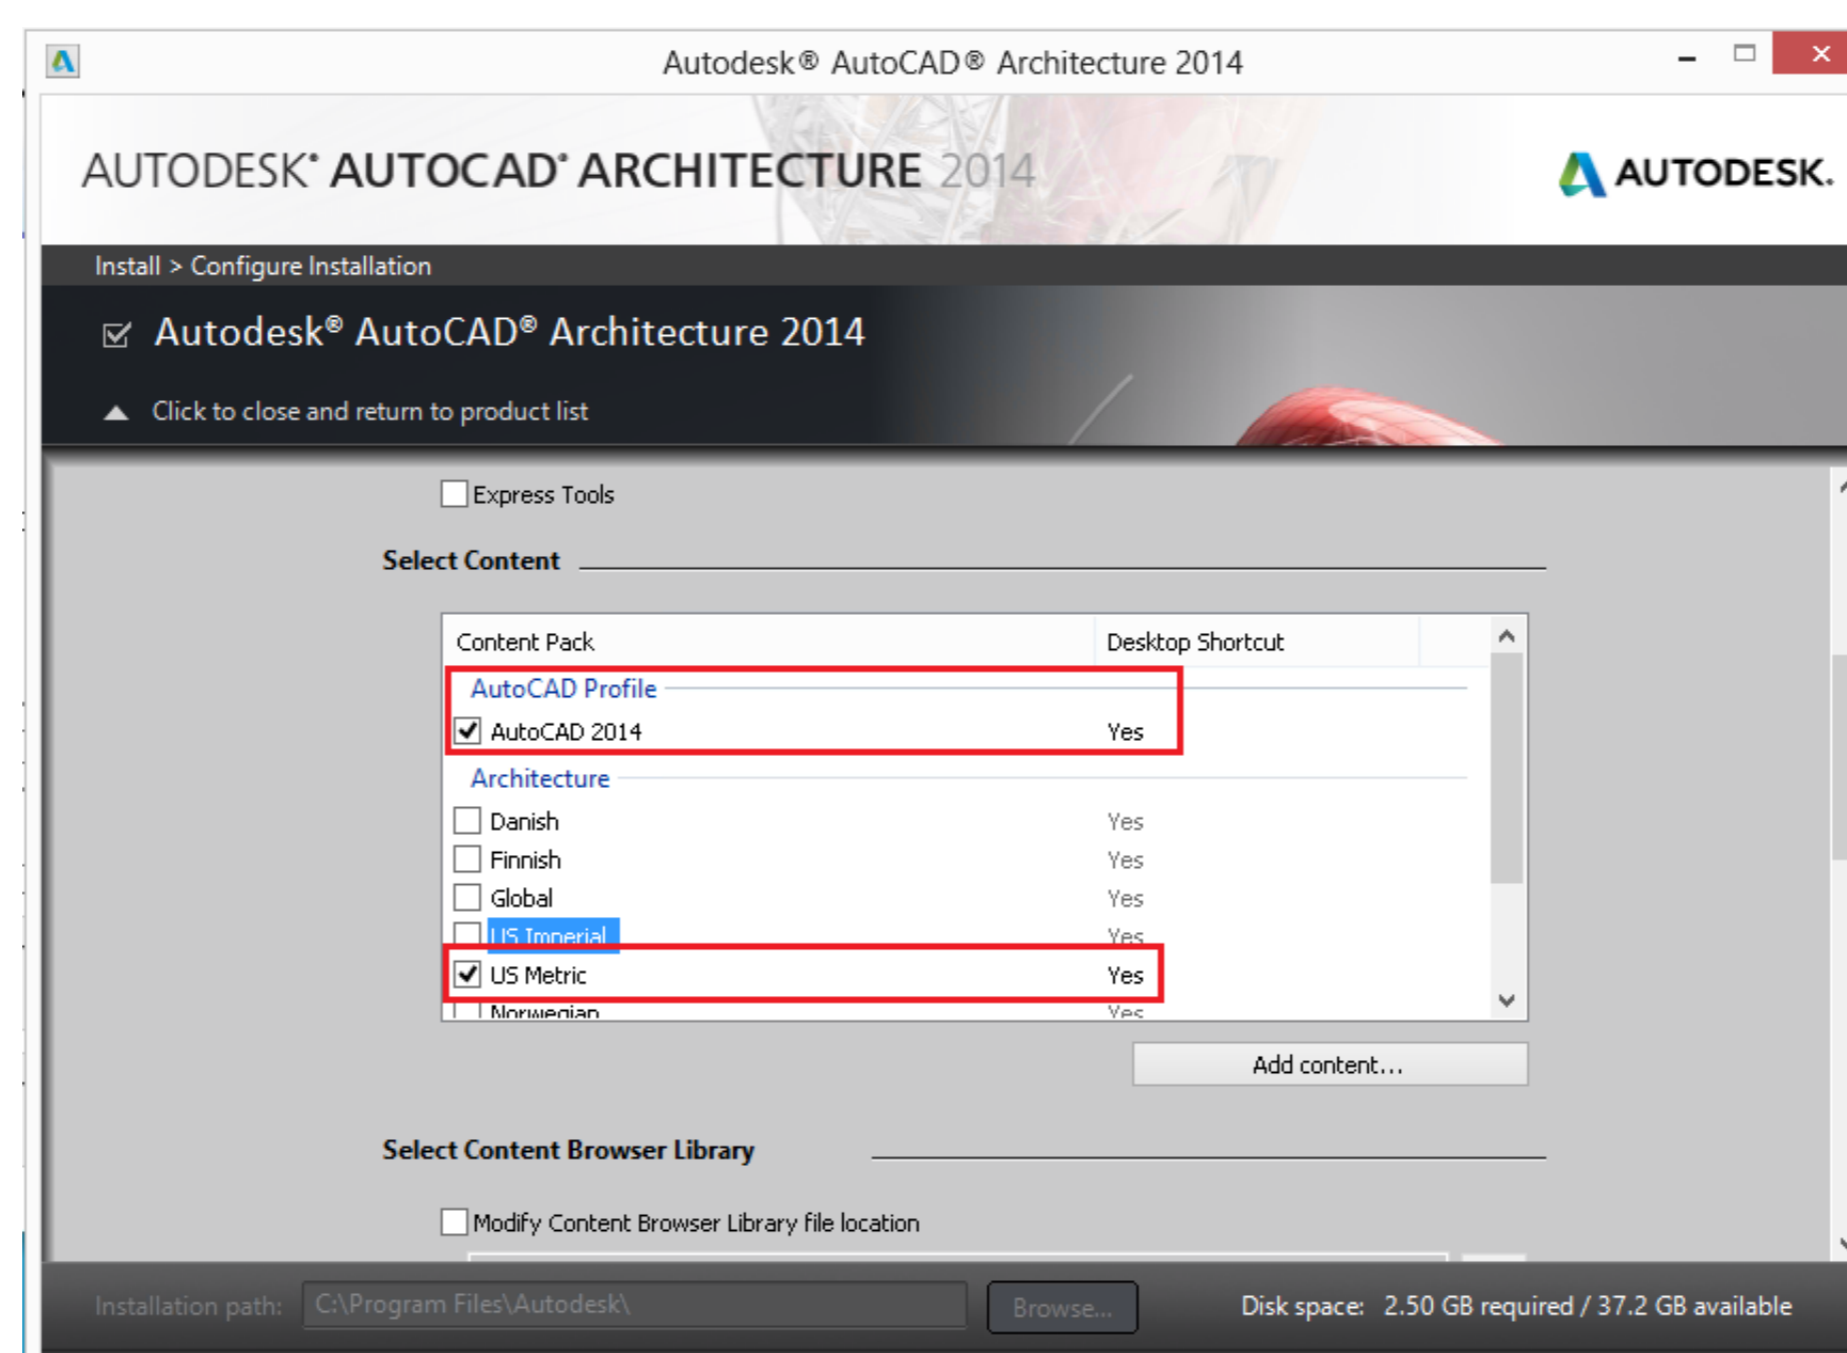 Autodesk® AutoCAD® Architecture 2014
AUTODESK® AUTOCAD® ARCHITECTURE 2014
AUTODESK.
Install > Configure Installation
Autodesk® AutoCAD® Architecture 2014
Click to close and return to product list
Express Tools
Select Content
Content Pack Desktop Shortcut
AutoCAD Profile
AutoCAD 2014 Yes
Architecture
Danish Yes
Finnish Yes
Global Yes
US Imperial Yes
US Metric Yes
Norwegian Yes
Add content...
Select Content Browser Library
Modify Content Browser Library file location
Installation path: C:\Program Files\Autodesk\ Browse... Disk space: 2.50 GB required / 37.2 GB available